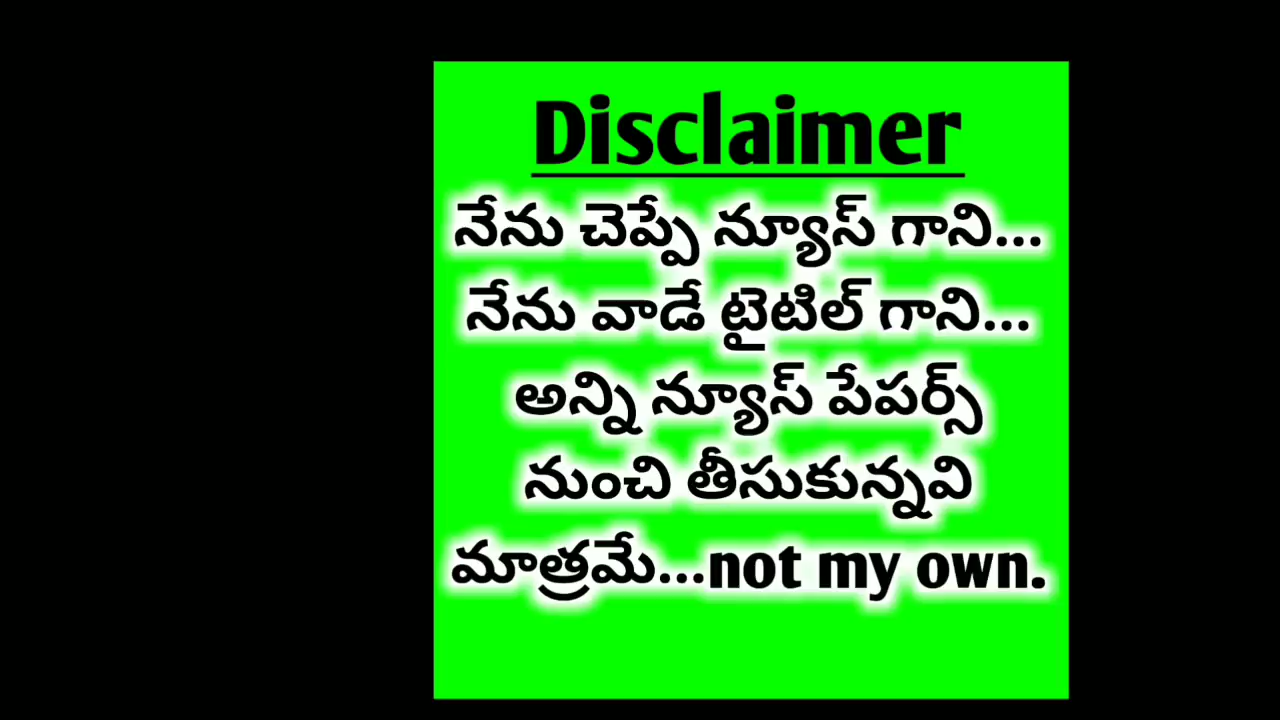 Disclaimer
నేను చెప్పే న్యూస్ గాని...
నేను వాడే టైటిల్ గాని...
అన్ని న్యూస్ పేపర్స్
నుంచి తీసుకున్నవి
మాత్రమే...not my own.